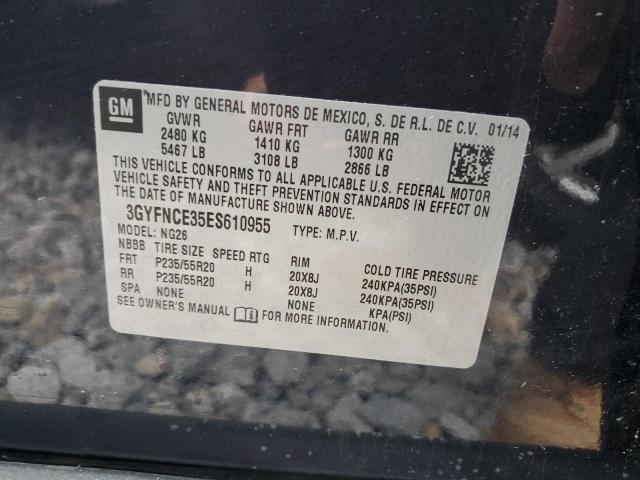 GM
MFD BY GENERAL MOTORS DE MEXICO, S. DE R.L. DE C.V. 01/14
GVWR GAWR FRT GAWR RR
2480 KG 1410 KG 1300 KG
5467 LB 3108 LB 2866 LB
THIS VEHICLE CONFORMS TO ALL APPLICABLE U.S. FEDERAL MOTOR
VEHICLE SAFETY AND THEFT PREVENTION STANDARDS IN EFFECT ON
THE DATE OF MANUFACTURE SHOWN ABOVE.
3GYFNCE35ES610955 TYPE: M.P.V.
MODEL: NG26
NBBB TIRE SIZE SPEED RTG RIM COLD TIRE PRESSURE
FRT P235/55R20 H 20X8J 240KPA(35PSI)
RR P235/55R20 H 20X8J 240KPA(35PSI)
SPA NONE NONE KPA(PSI)
SEE OWNER'S MANUAL FOR MORE INFORMATION.